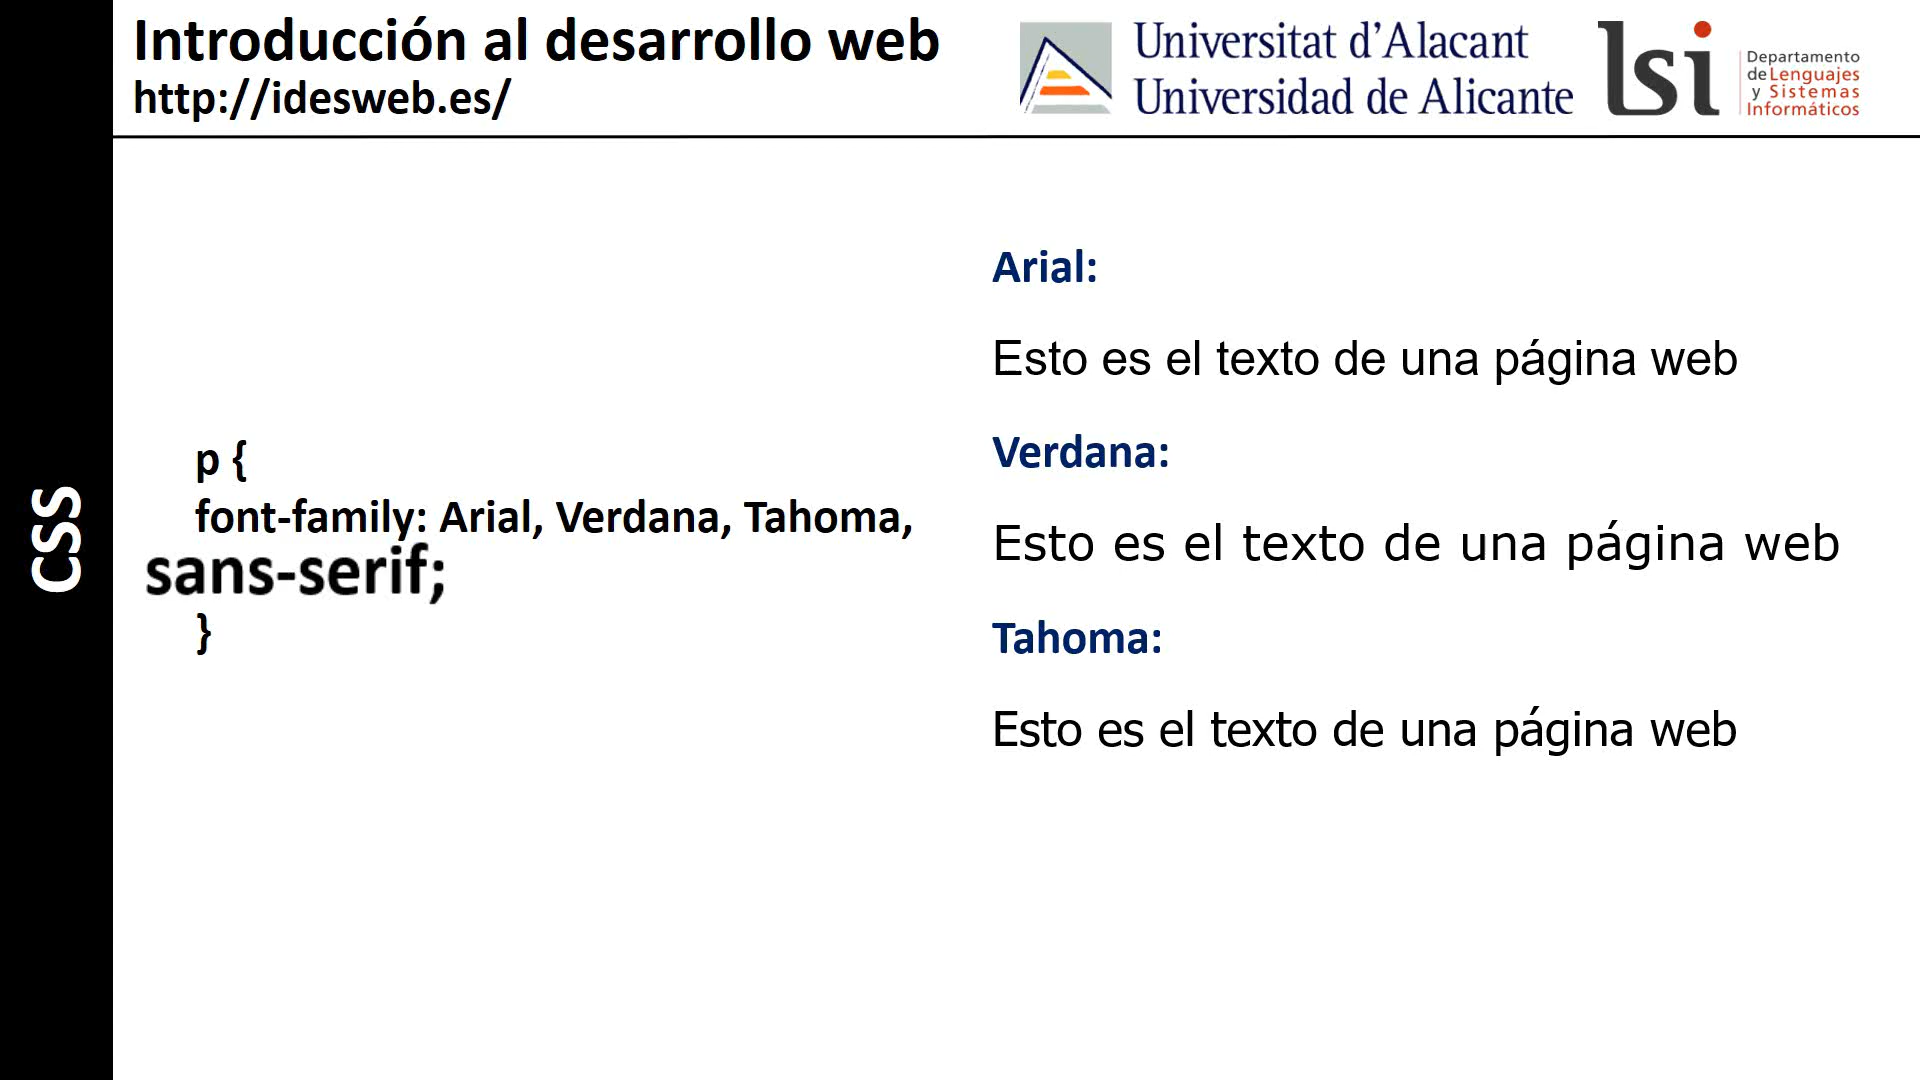 Introducción al desarrollo web
http://idesweb.es/
Universitat d’Alacant
Universidad de Alicante
lsi
Departamento
de Lenguajes
y Sistemas
Informáticos
CSS
p {
font-family: Arial, Verdana, Tahoma,
sans-serif;
}
Arial:
Esto es el texto de una página web
Verdana:
Esto es el texto de una página web
Tahoma:
Esto es el texto de una página web